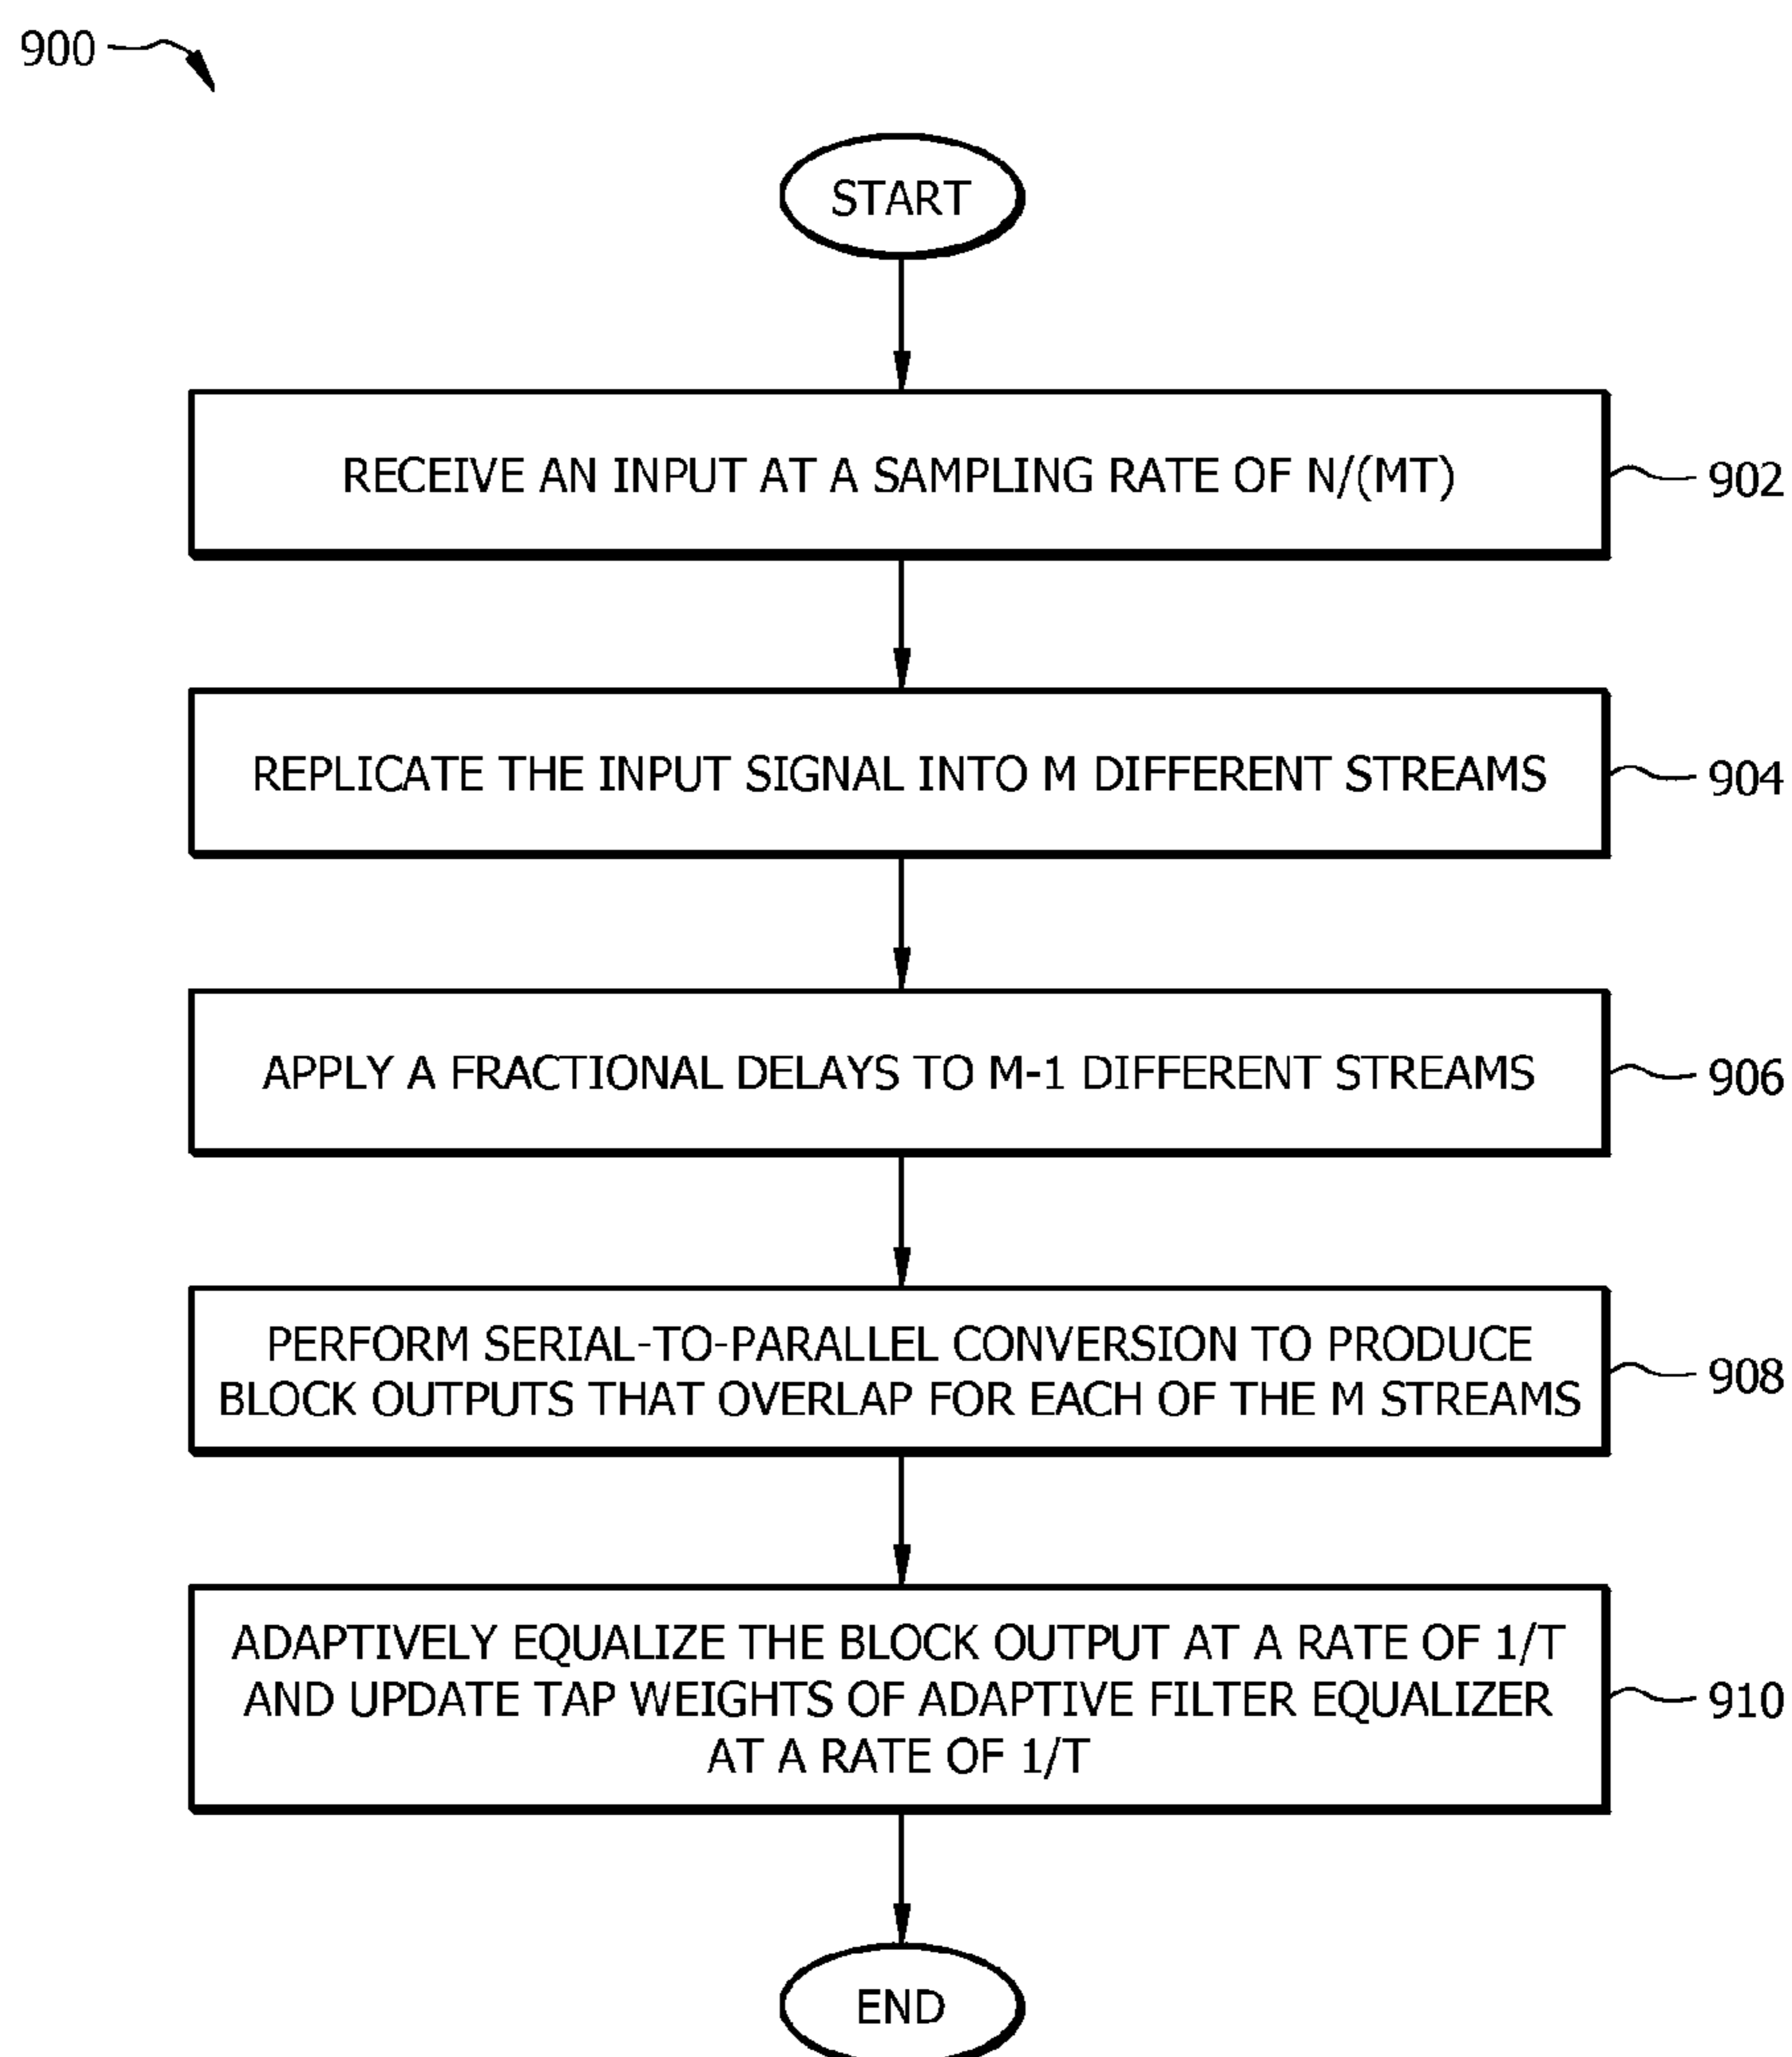 900
START
RECEIVE AN INPUT AT A SAMPLING RATE OF N/(MT)
902
REPLICATE THE INPUT SIGNAL INTO M DIFFERENT STREAMS
904
APPLY A FRACTIONAL DELAYS TO M-1 DIFFERENT STREAMS
906
PERFORM SERIAL-TO-PARALLEL CONVERSION TO PRODUCE
BLOCK OUTPUTS THAT OVERLAP FOR EACH OF THE M STREAMS
908
ADAPTIVELY EQUALIZE THE BLOCK OUTPUT AT A RATE OF 1/T
AND UPDATE TAP WEIGHTS OF ADAPTIVE FILTER EQUALIZER
AT A RATE OF 1/T
910
END